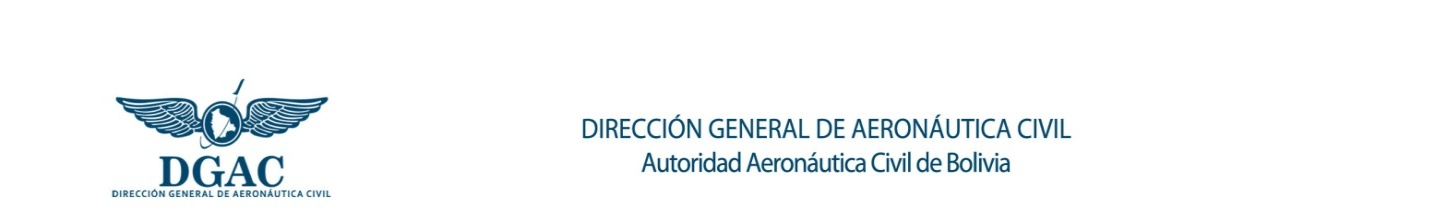 DGAC
DIRECCIÓN GENERAL DE AERONÁUTICA CIVIL
DIRECCIÓN GENERAL DE AERONÁUTICA CIVIL
Autoridad Aeronáutica Civil de Bolivia